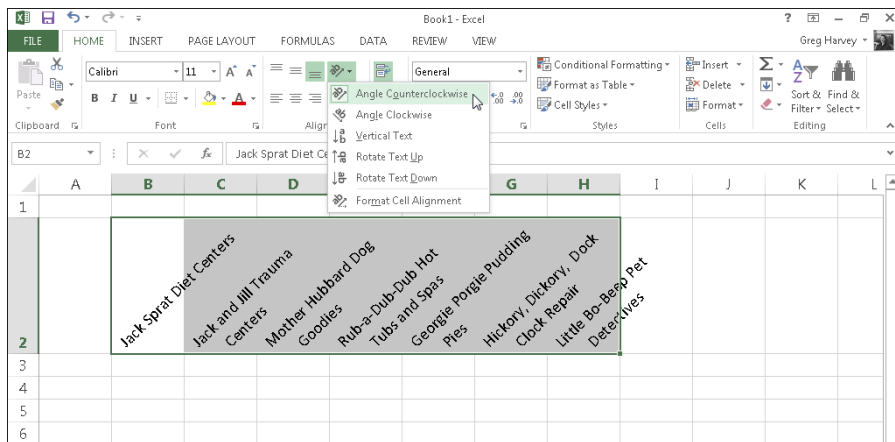 Book1 - Excel
FILE HOME INSERT PAGE LAYOUT FORMULAS DATA REVIEW VIEW Greg Harvey
Paste
Calibri 11
B I U A
General
Conditional Formatting
Format as Table
Cell Styles
Insert
Delete
Format
Sort & Filter
Find & Select
Clipboard Font Styles Cells Editing
Angle Counterclockwise
Angle Clockwise
Vertical Text
Rotate Text Up
Rotate Text Down
Format Cell Alignment
B2 fx Jack Sprat Diet Ce
A B C D G H I J K L
1
2
Jack Sprat Diet Centers
Jack and Jill Trauma
Centers
Mother Hubbard Dog
Goodies
Rub-a-Dub-Dub Hot
Tubs and Spas
Georgie Porgie Pudding
Pies
Hickory, Dickory, Dock
Clock Repair
Little Bo-Beep Pet
Detectives
3
4
5
6